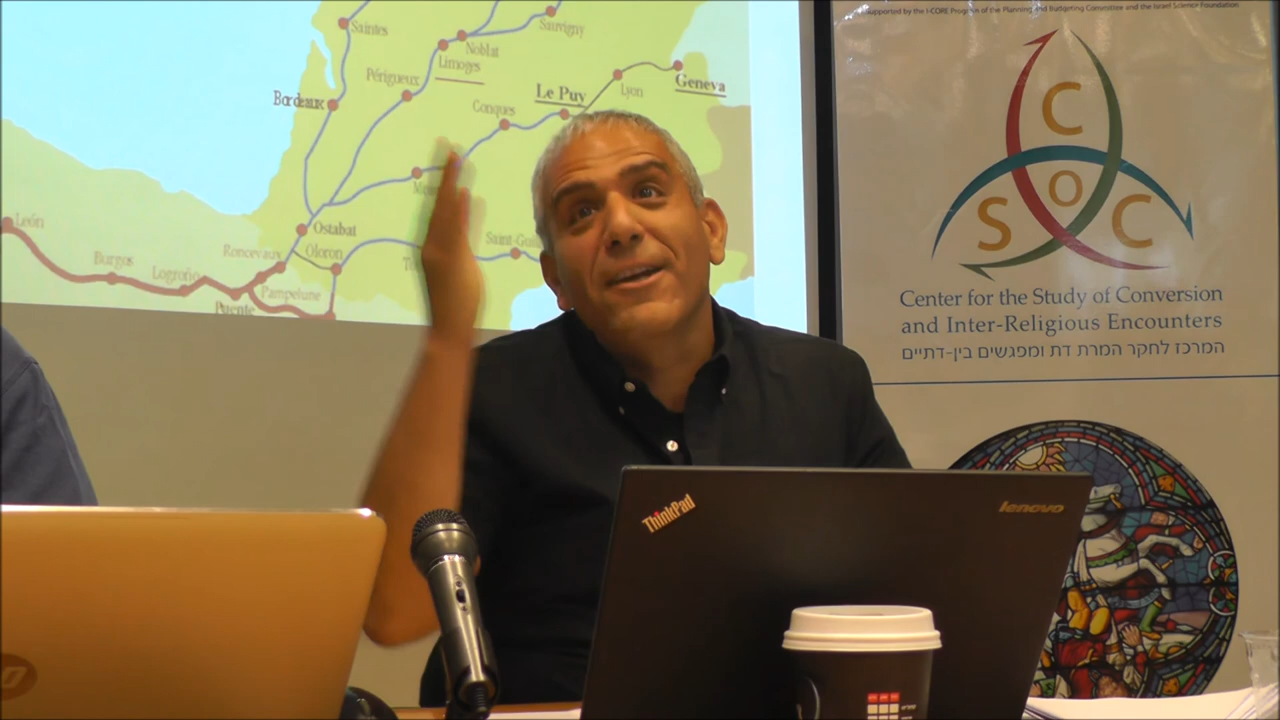 Supported by the I-CORE Program of the Planning and Budgeting Committee and the Israel Science Foundation
Saintes
Sauvigny
Noblat
Limoges
Périgueux
Bordeaux
Geneva
Lyon
Le Puy
Conques
Ostabat
León
Burgos
Logroño
Roncevaux
Oloron
Pampelune
Puente
C
S O C
Center for the Study of Conversion
and Inter-Religious Encounters
המרכז לחקר המרת דת ומפגשים בין-דתיים
ThinkPad
lenovo